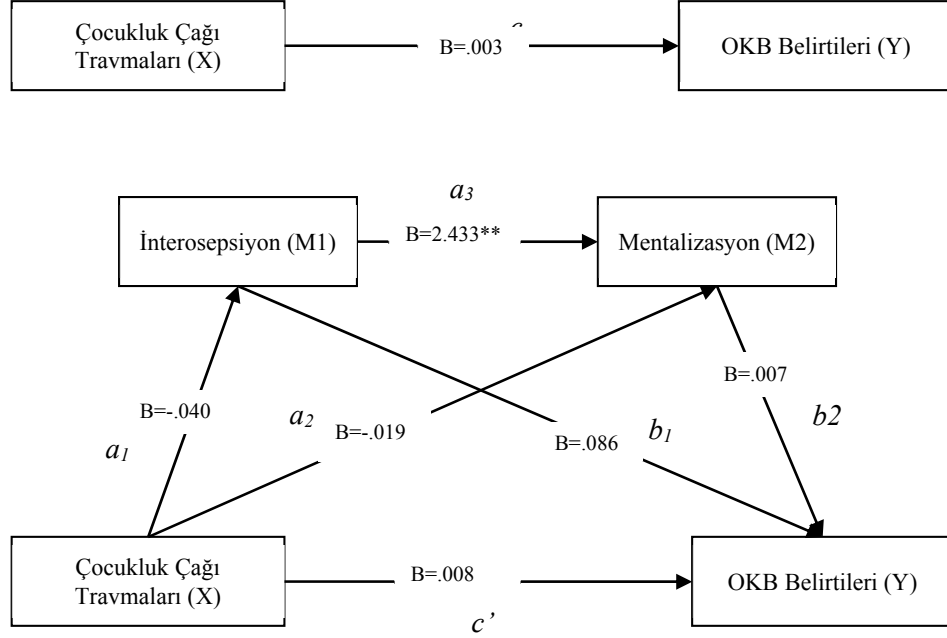 Çocukluk Çağı
Travmaları (X)
B=.003
OKB Belirtileri (Y)
a3
İnterosepsiyon (M1)
B=2.433**
Mentalizasyon (M2)
B=.007
B=-.040
a2
B=-.019
B=.086
b1
b2
a1
Çocukluk Çağı
Travmaları (X)
B=.008
OKB Belirtileri (Y)
c’